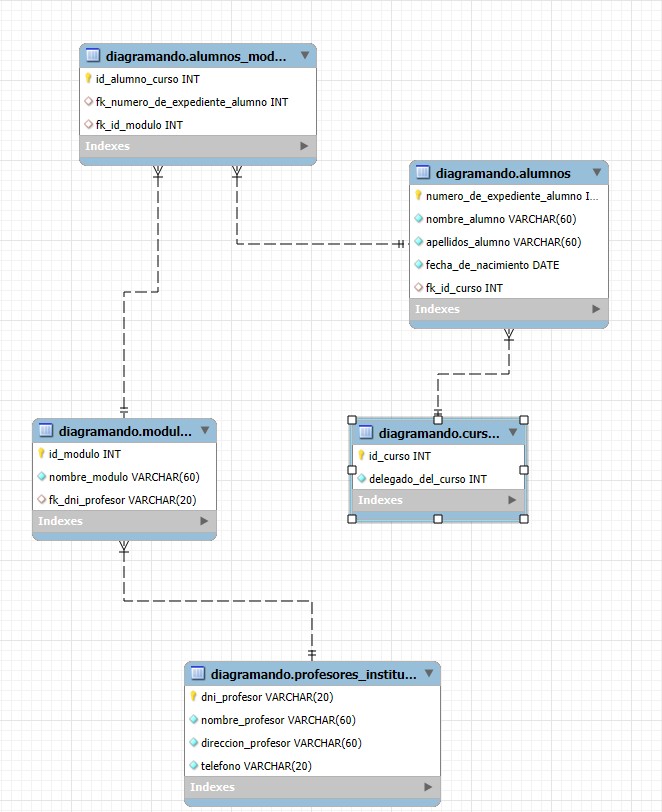 diagramando.alumnos_mod...
id_alumno_curso INT
fk_numero_de_expediente_alumno INT
fk_id_modulo INT
Indexes
diagramando.alumnos
numero_de_expediente_alumno I...
nombre_alumno VARCHAR(60)
apellidos_alumno VARCHAR(60)
fecha_de_nacimiento DATE
fk_id_curso INT
Indexes
diagramando.modul...
id_modulo INT
nombre_modulo VARCHAR(60)
fk_dni_profesor VARCHAR(20)
Indexes
diagramando.curs...
id_curso INT
delegado_del_curso INT
Indexes
diagramando.profesores_institu...
dni_profesor VARCHAR(20)
nombre_profesor VARCHAR(60)
direccion_profesor VARCHAR(60)
telefono VARCHAR(20)
Indexes